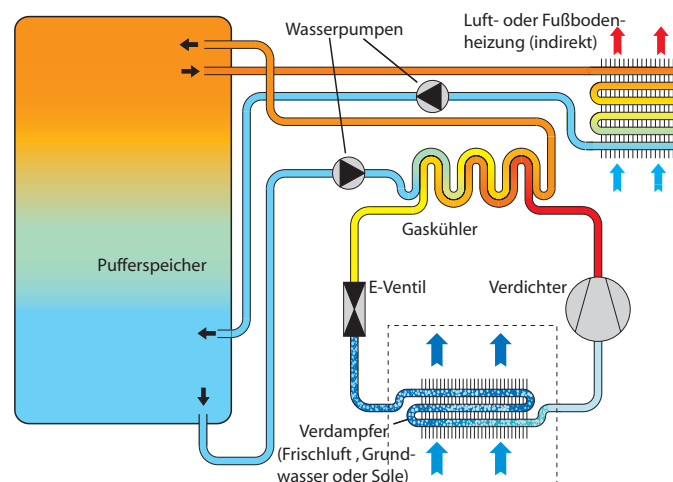 Luft- oder Fußboden-
heizung (indirekt)
Wasserpumpen
Gaskühler
Pufferspeicher
E-Ventil
Verdichter
Verdampfer
(Frischluft , Grund-
wasser oder Sole)